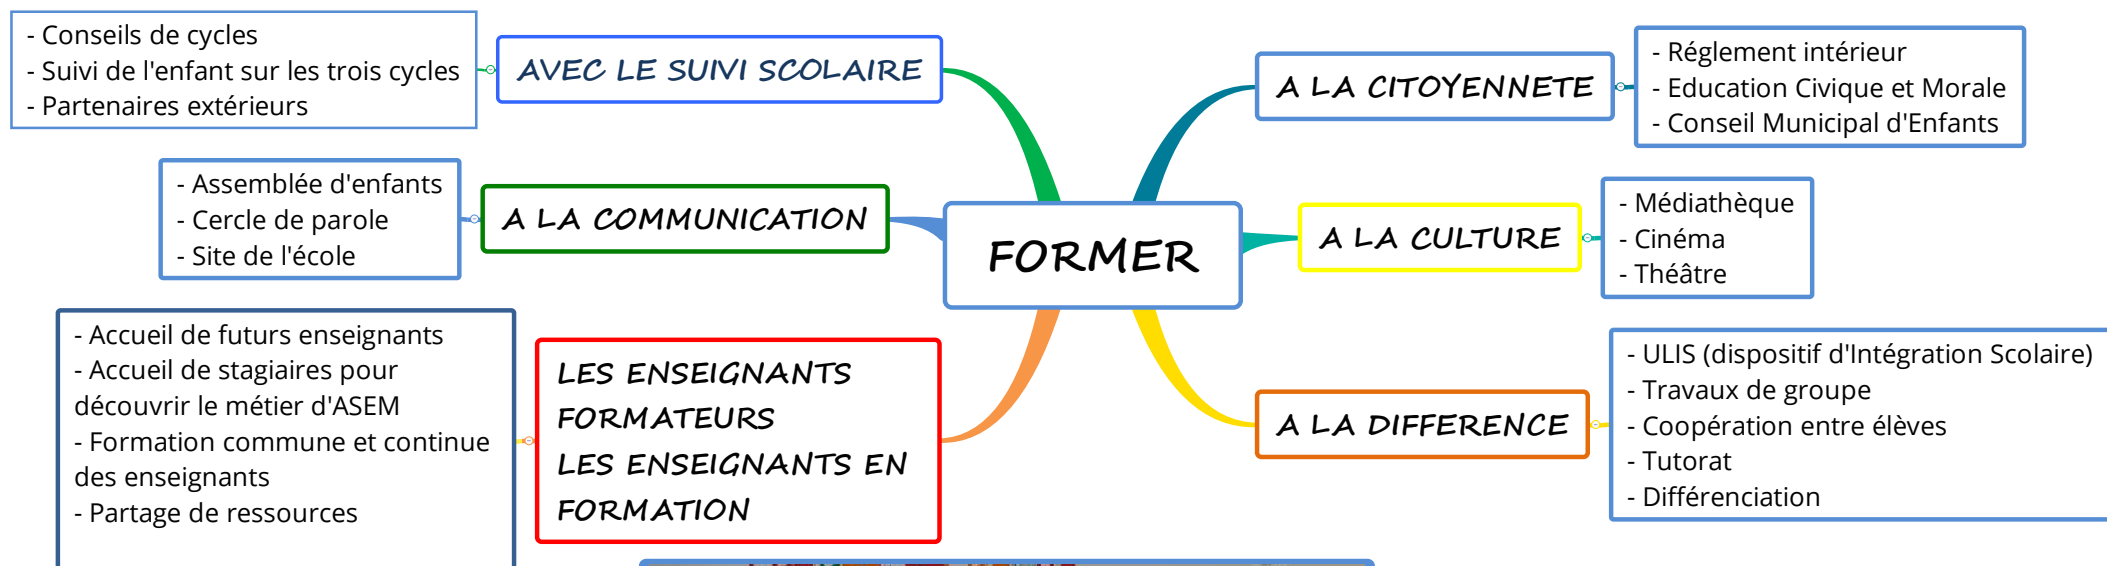 - Conseils de cycles
- Suivi de l'enfant sur les trois cycles
- Partenaires extérieurs
AVEC LE SUIVI SCOLAIRE
- Assemblée d'enfants
- Cercle de parole
- Site de l'école
A LA COMMUNICATION
- Accueil de futurs enseignants
- Accueil de stagiaires pour
découvrir le métier d'ASEM
- Formation commune et continue
des enseignants
- Partage de ressources
LES ENSEIGNANTS
FORMATEURS
LES ENSEIGNANTS EN
FORMATION
FORMER
A LA CITOYENNETE
- Réglement intérieur
- Education Civique et Morale
- Conseil Municipal d'Enfants
A LA CULTURE
- Médiathèque
- Cinéma
- Théâtre
A LA DIFFERENCE
- ULIS (dispositif d'Intégration Scolaire)
- Travaux de groupe
- Coopération entre élèves
- Tutorat
- Différenciation